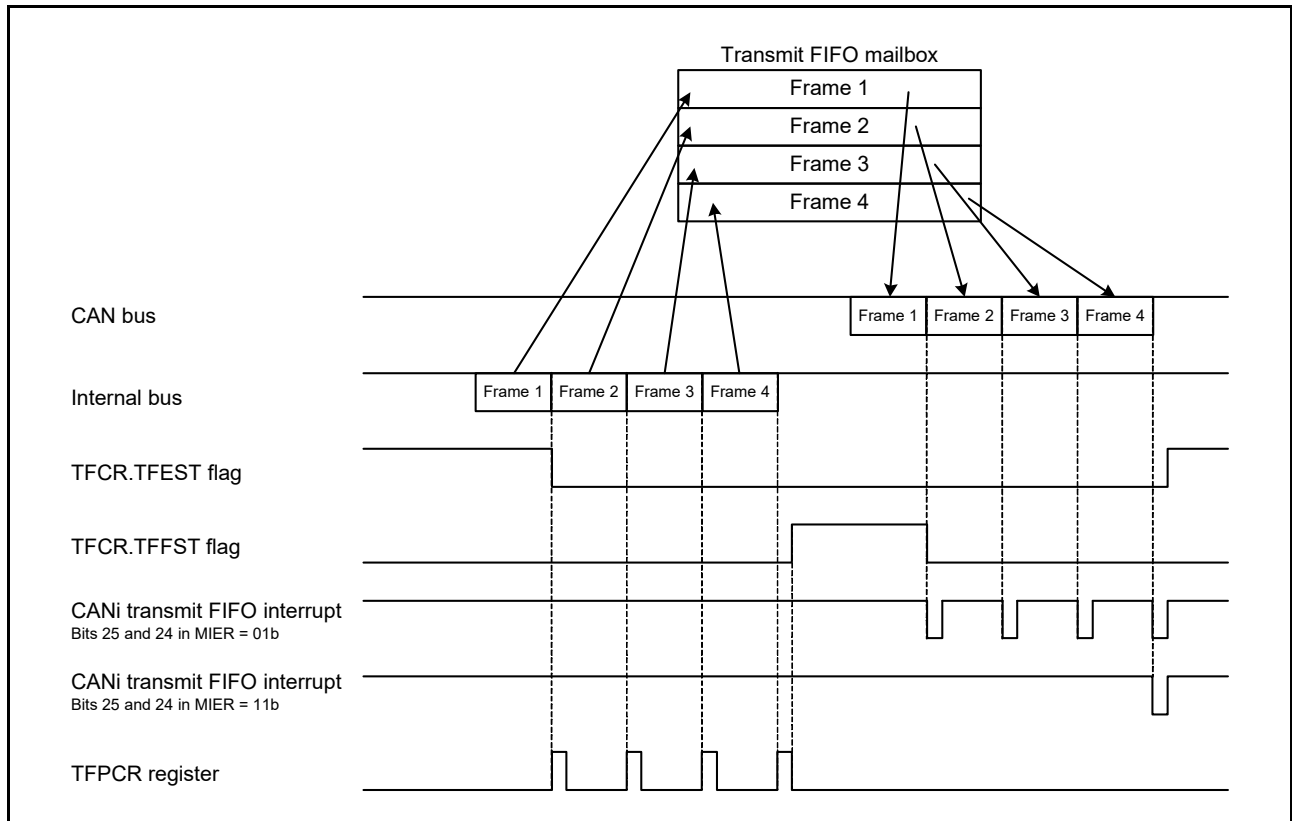 Transmit FIFO mailbox
Frame 1
Frame 2
Frame 3
Frame 4
CAN bus
Frame 1 Frame 2 Frame 3 Frame 4
Internal bus
Frame 1 Frame 2 Frame 3 Frame 4
TFCR.TFEST flag
TFCR.TFFST flag
CANi transmit FIFO interrupt
Bits 25 and 24 in MIER = 01b
CANi transmit FIFO interrupt
Bits 25 and 24 in MIER = 11b
TFPCR register